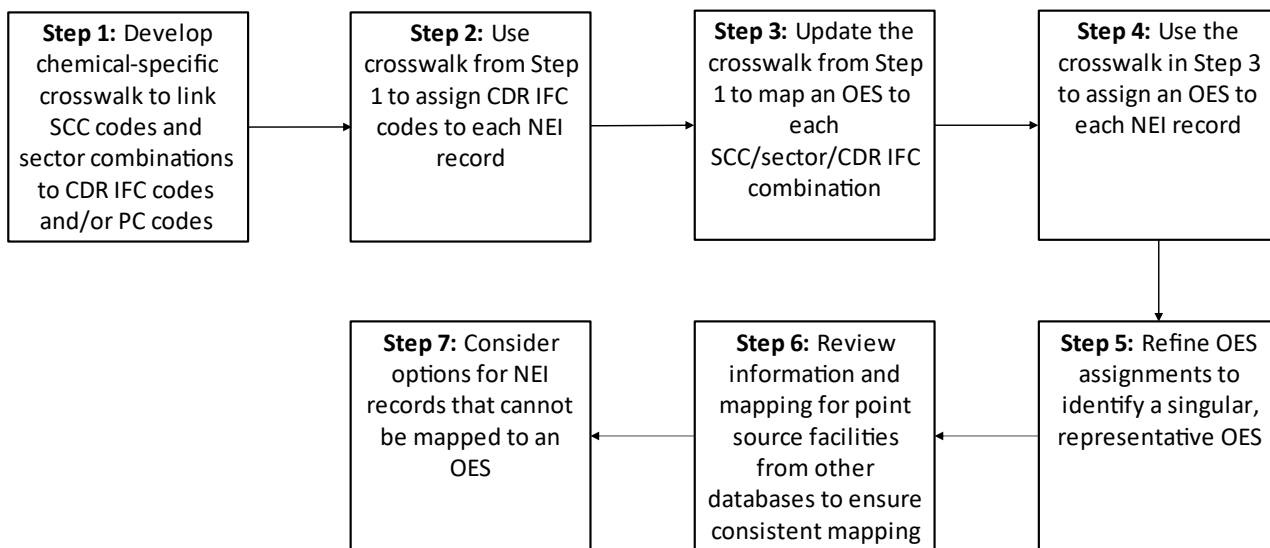 Step 1: Develop
chemical-specific
crosswalk to link
SCC codes and
sector combinations
to CDR IFC codes
and/or PC codes
Step 2: Use
crosswalk from Step
1 to assign CDR IFC
codes to each NEI
record
Step 3: Update the
crosswalk from Step
1 to map an OES to
each
SCC/sector/CDR IFC
combination
Step 4: Use the
crosswalk in Step 3
to assign an OES to
each NEI record
Step 5: Refine OES
assignments to
identify a singular,
representative OES
Step 6: Review
information and
mapping for point
source facilities
from other
databases to ensure
consistent mapping
Step 7: Consider
options for NEI
records that cannot
be mapped to an
OES